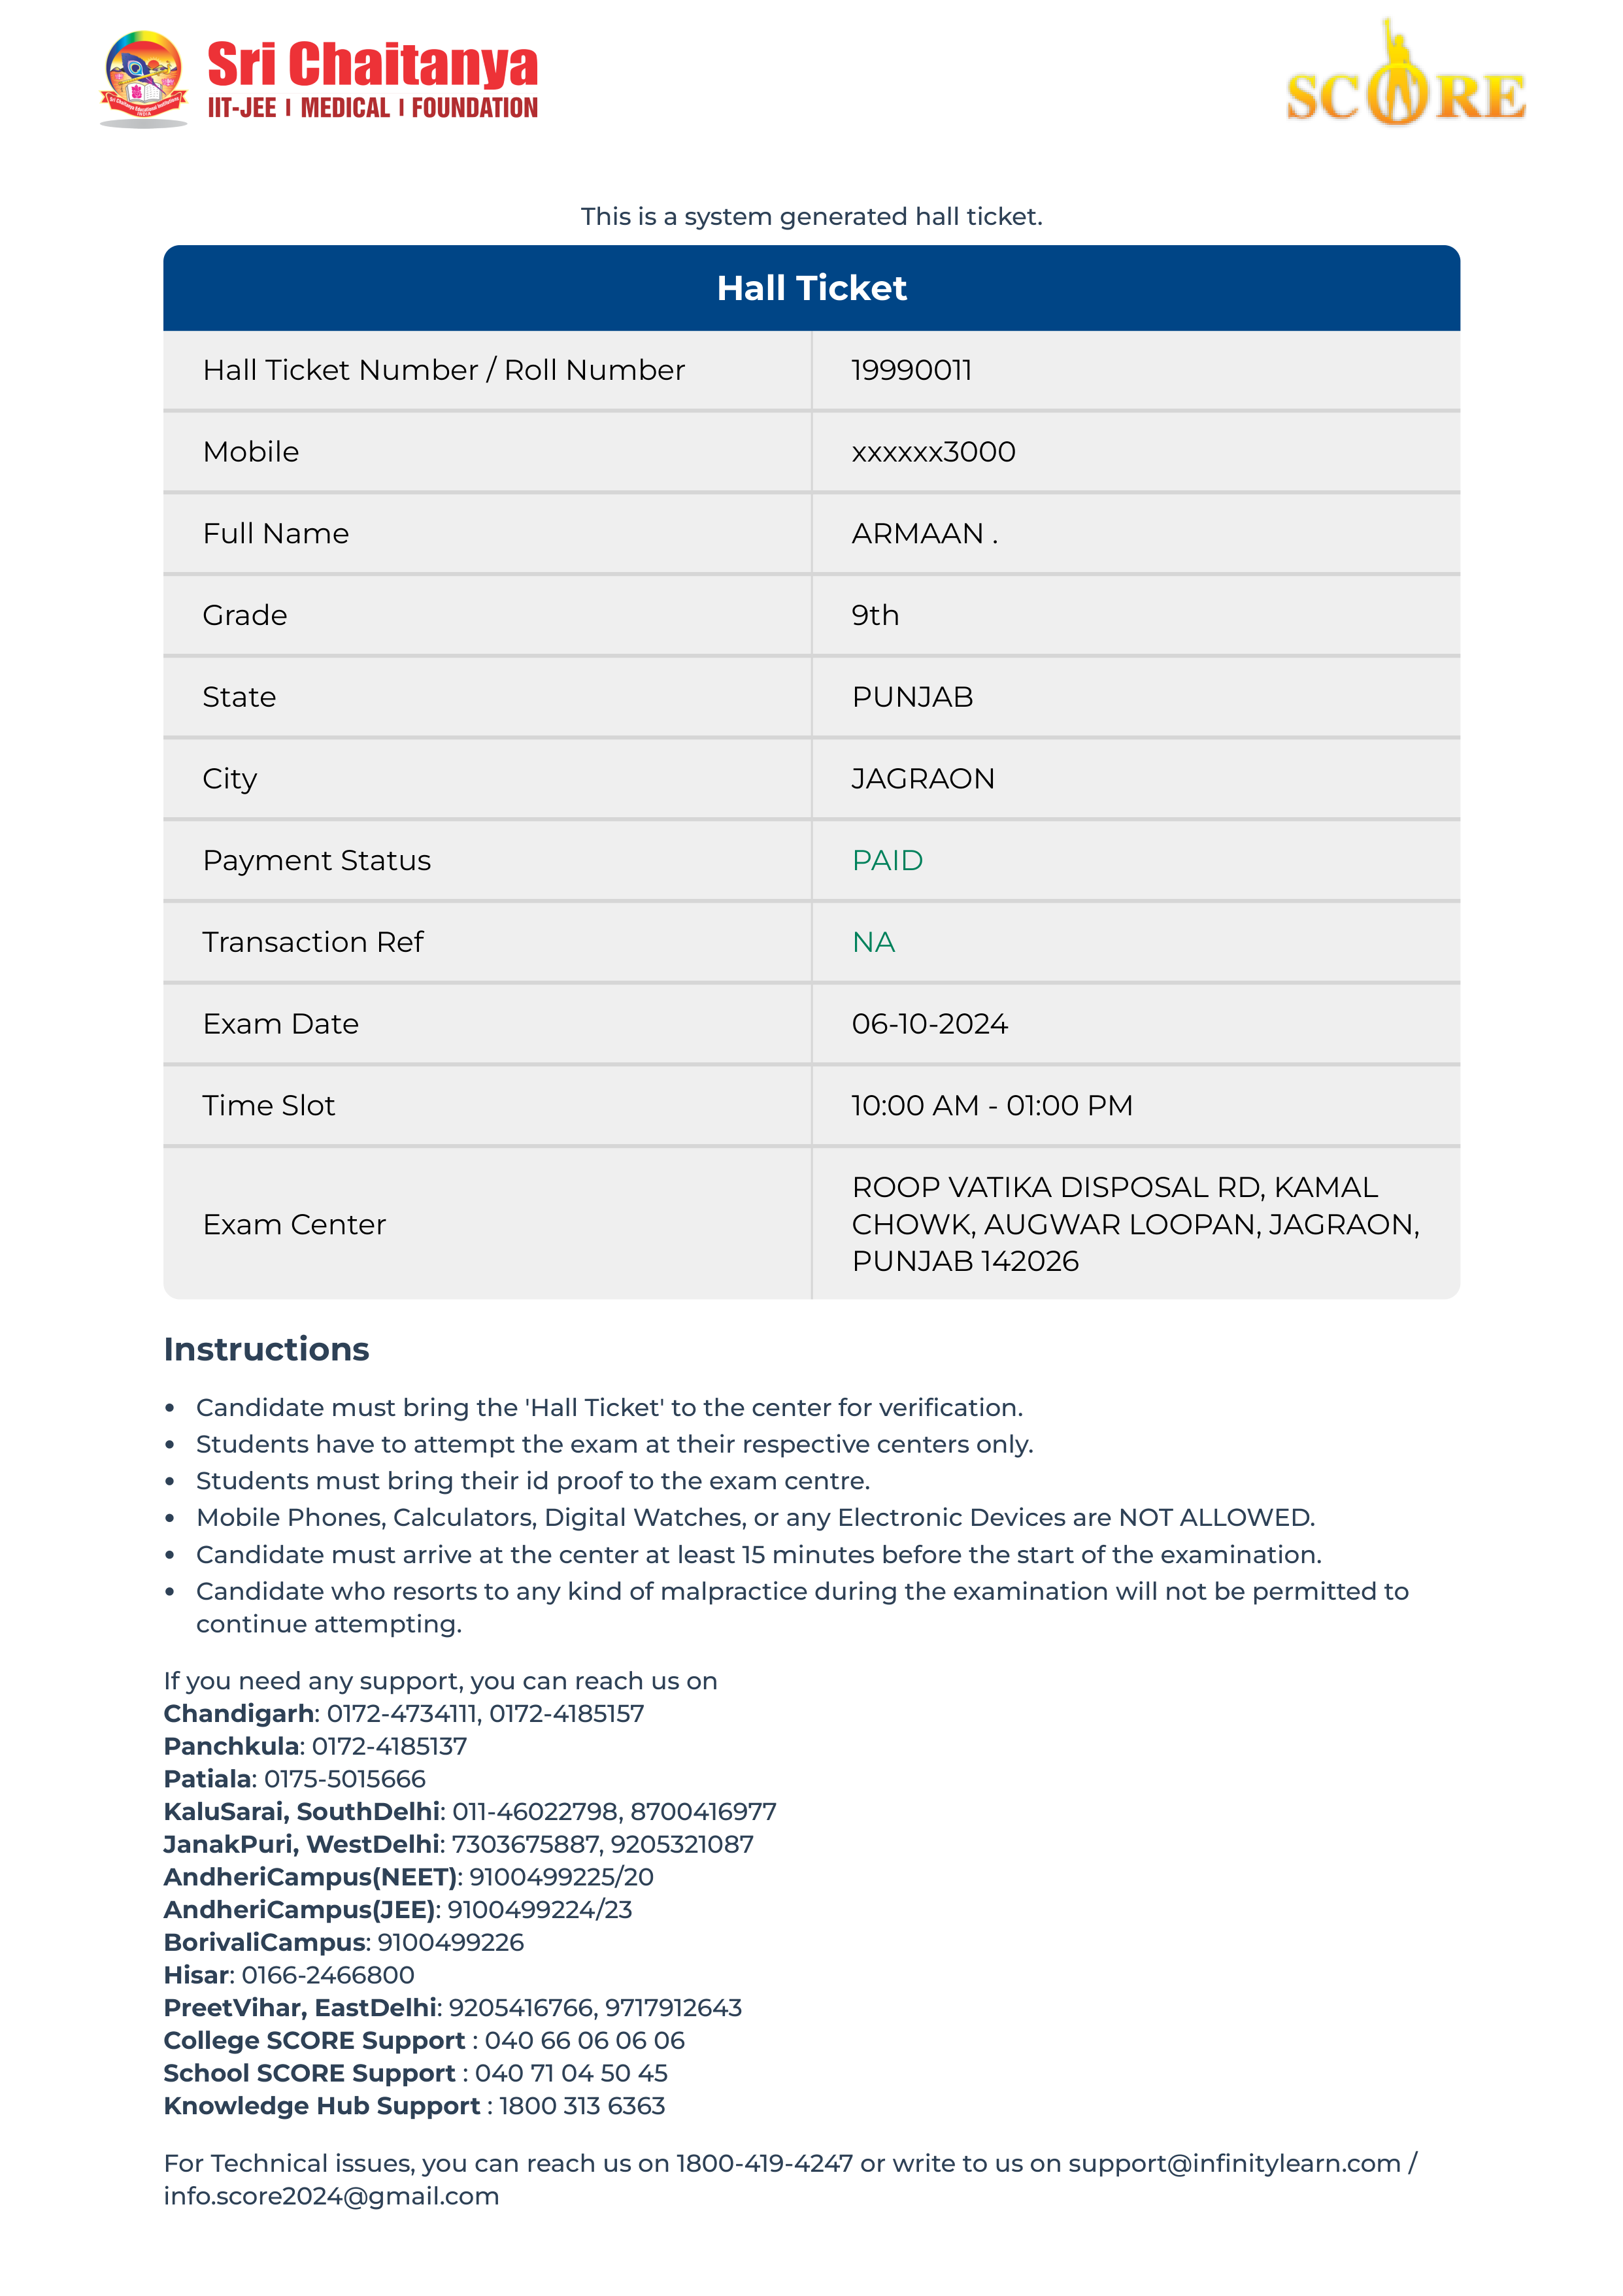 Sri Chaitanya
IIT-JEE | MEDICAL | FOUNDATION
Sri Chaitanya Educational Institutions
INDIA
SCORE
This is a system generated hall ticket.
Hall Ticket
Hall Ticket Number / Roll Number 19990011
Mobile xxxxxx3000
Full Name ARMAAN .
Grade 9th
State PUNJAB
City JAGRAON
Payment Status PAID
Transaction Ref NA
Exam Date 06-10-2024
Time Slot 10:00 AM - 01:00 PM
Exam Center
ROOP VATIKA DISPOSAL RD, KAMAL
CHOWK, AUGWAR LOOPAN, JAGRAON,
PUNJAB 142026
Instructions
• Candidate must bring the 'Hall Ticket' to the center for verification.
• Students have to attempt the exam at their respective centers only.
• Students must bring their id proof to the exam centre.
• Mobile Phones, Calculators, Digital Watches, or any Electronic Devices are NOT ALLOWED.
• Candidate must arrive at the center at least 15 minutes before the start of the examination.
• Candidate who resorts to any kind of malpractice during the examination will not be permitted to
continue attempting.
If you need any support, you can reach us on
Chandigarh: 0172-4734111, 0172-4185157
Panchkula: 0172-4185137
Patiala: 0175-5015666
KaluSarai, SouthDelhi: 011-46022798, 8700416977
JanakPuri, WestDelhi: 7303675887, 9205321087
AndheriCampus(NEET): 9100499225/20
AndheriCampus(JEE): 9100499224/23
BorivaliCampus: 9100499226
Hisar: 0166-2466800
PreetVihar, EastDelhi: 9205416766, 9717912643
College SCORE Support : 040 66 06 06 06
School SCORE Support : 040 71 04 50 45
Knowledge Hub Support : 1800 313 6363
For Technical issues, you can reach us on 1800-419-4247 or write to us on support@infinitylearn.com /
info.score2024@gmail.com